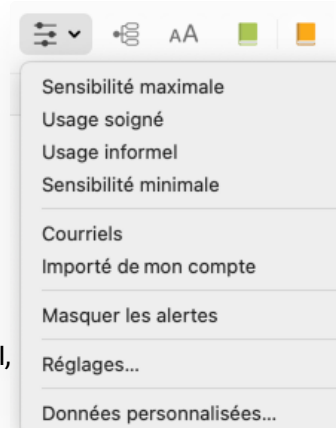 AA
Sensibilité maximale
Usage soigné
Usage informel
Sensibilité minimale
Courriels
Importé de mon compte
Masquer les alertes
l,
Réglages...
Données personnalisées...